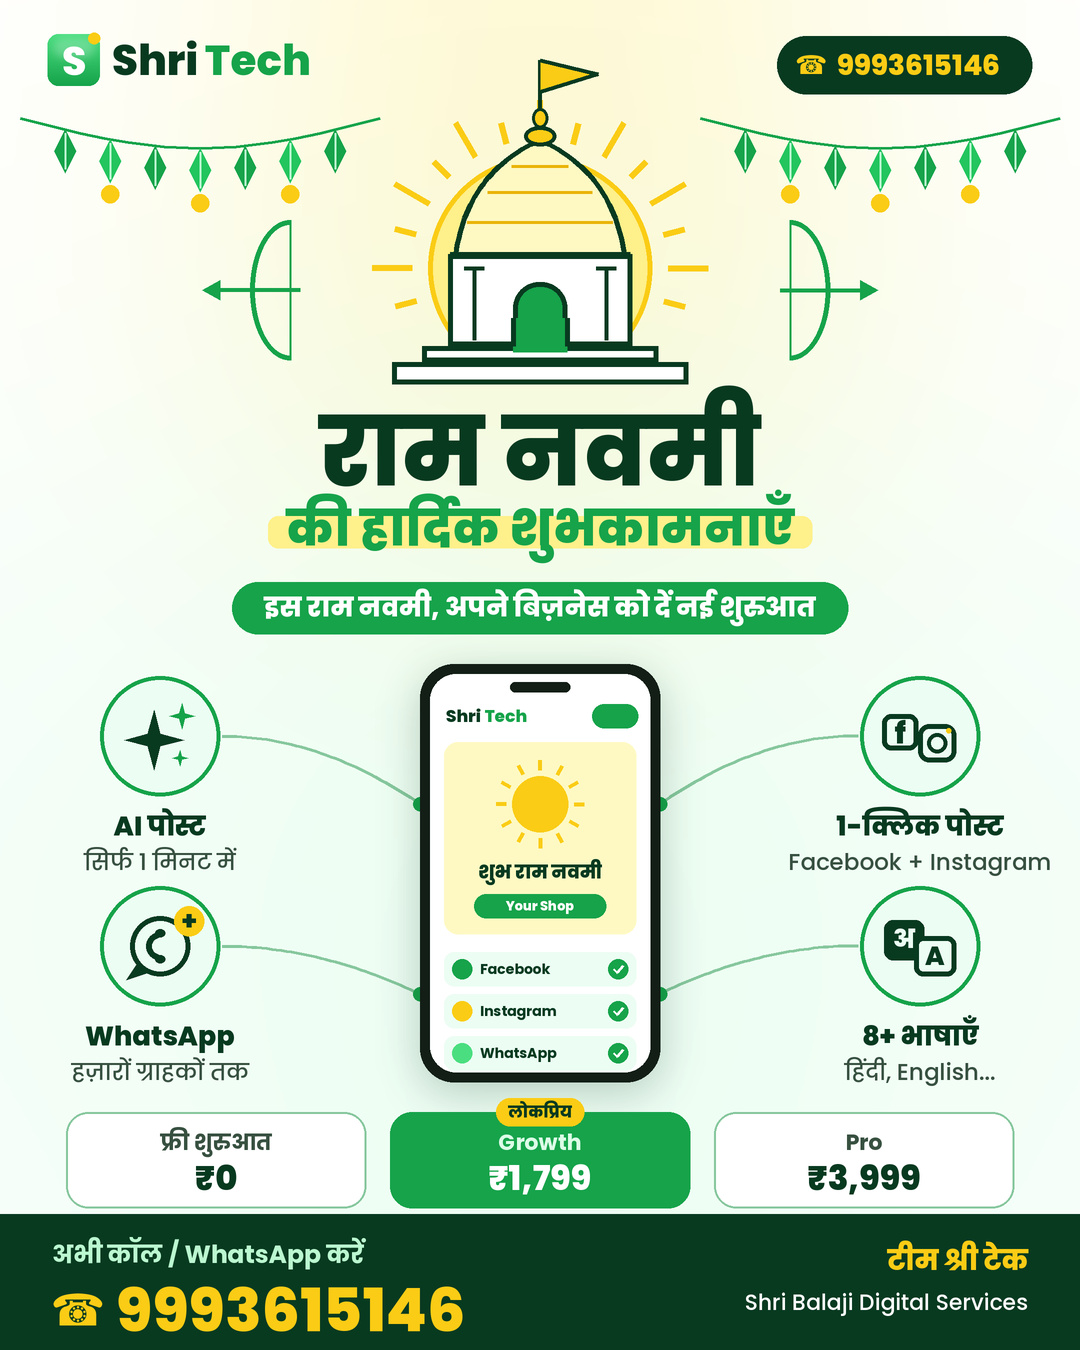 S Shri Tech
☎ 9993615146
राम नवमी
की हार्दिक शुभकामनाएँ
इस राम नवमी, अपने बिज़नेस को दें नई शुरुआत
AI पोस्ट
सिर्फ 1 मिनट में
WhatsApp
हज़ारों ग्राहकों तक
Shri Tech
शुभ राम नवमी
Your Shop
Facebook
Instagram
WhatsApp
f
1-क्लिक पोस्ट
Facebook + Instagram
अ A
8+ भाषाएँ
हिंदी, English...
फ्री शुरुआत
₹0
लोकप्रिय
Growth
₹1,799
Pro
₹3,999
अभी कॉल / WhatsApp करें
☎ 9993615146
टीम श्री टेक
Shri Balaji Digital Services